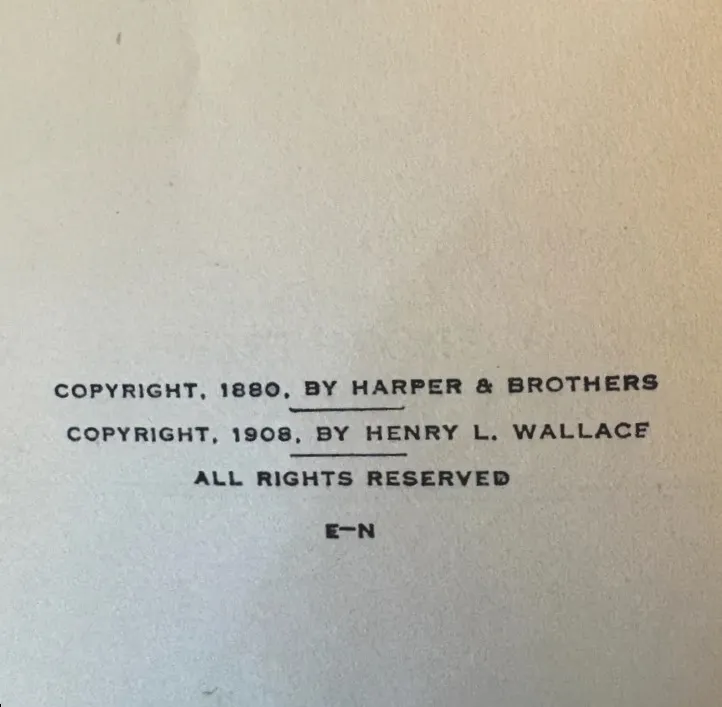 COPYRIGHT, 1880, BY HARPER & BROTHERS
COPYRIGHT, 1908, BY HENRY L. WALLACE
ALL RIGHTS RESERVED
E–N